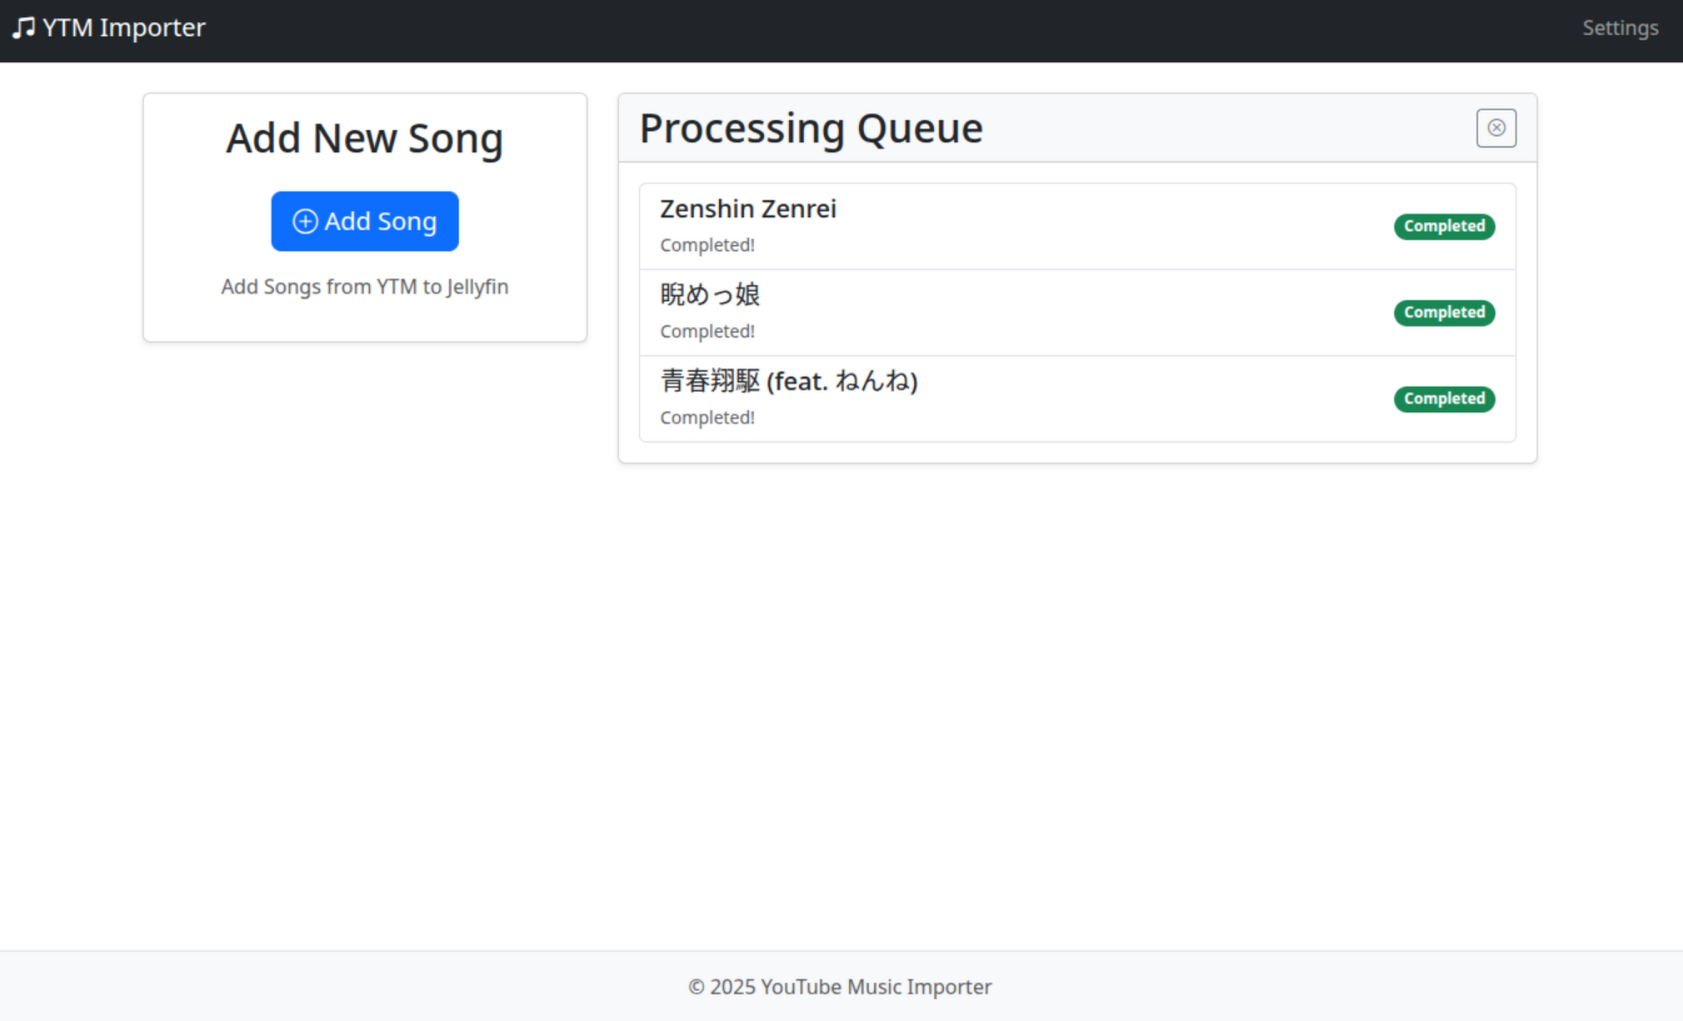 YTM Importer
Settings
Add New Song
Add Song
Add Songs from YTM to Jellyfin
Processing Queue
Zenshin Zenrei
Completed!
Completed
睨めっ娘
Completed!
Completed
青春翔駆 (feat. ねんね)
Completed!
Completed
© 2025 YouTube Music Importer